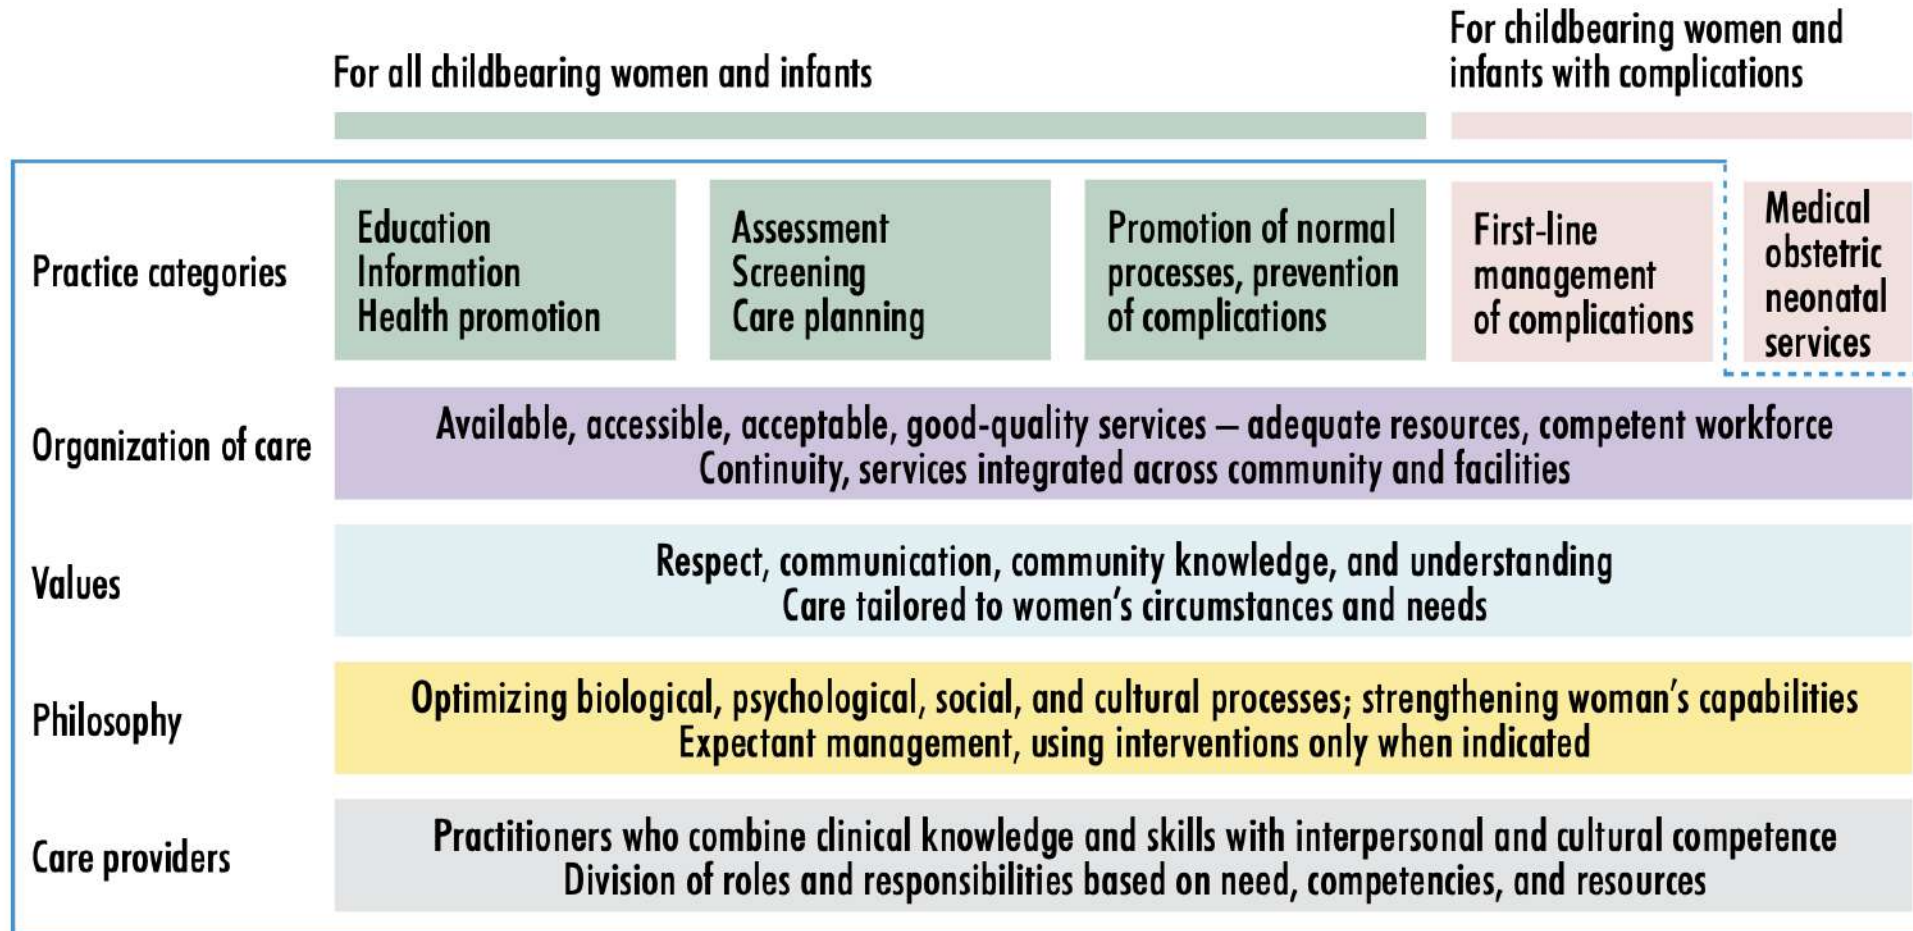 For all childbearing women and infants
For childbearing women and
infants with complications
Practice categories
Education
Information
Health promotion
Assessment
Screening
Care planning
Promotion of normal
processes, prevention
of complications
First-line
management
of complications
Medical
obstetric
neonatal
services
Organization of care
Available, accessible, acceptable, good-quality services – adequate resources, competent workforce
Continuity, services integrated across community and facilities
Values
Respect, communication, community knowledge, and understanding
Care tailored to women's circumstances and needs
Philosophy
Optimizing biological, psychological, social, and cultural processes; strengthening woman's capabilities
Expectant management, using interventions only when indicated
Care providers
Practitioners who combine clinical knowledge and skills with interpersonal and cultural competence
Division of roles and responsibilities based on need, competencies, and resources